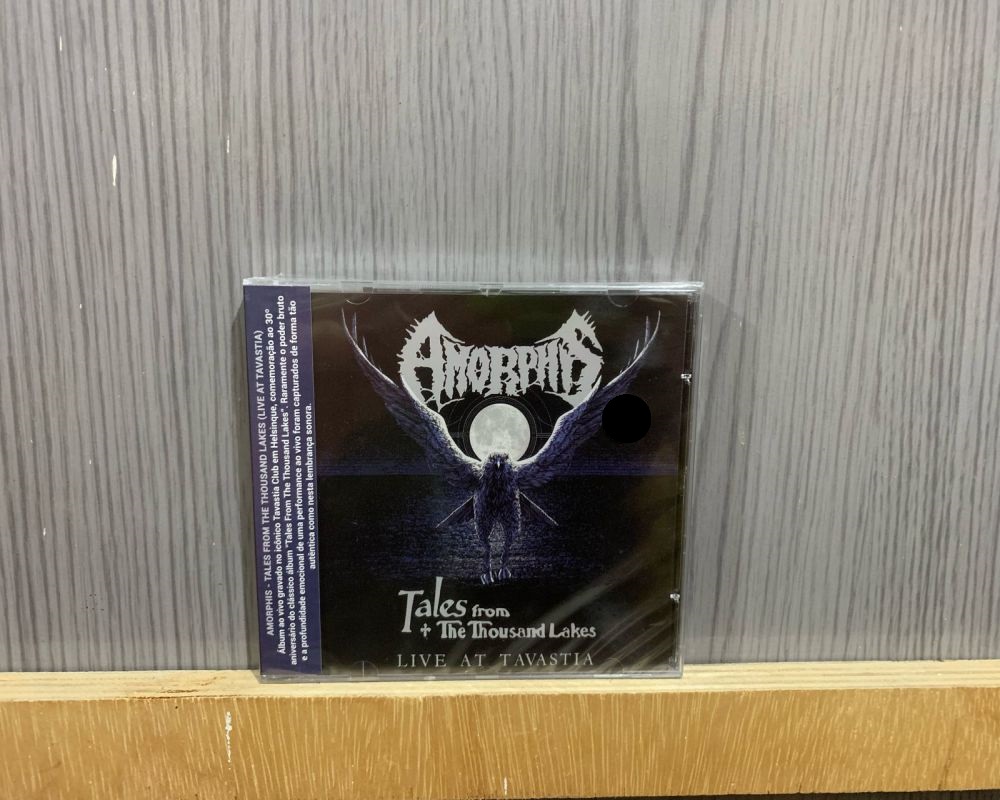 AMORPHIS - TALES FROM THE THOUSAND LAKES (LIVE AT TAVASTIA)
Álbum ao vivo gravado no icônico Tavastia Club em Helsinque, comemoração ao 30º
aniversário do clássico álbum "Tales From The Thousand Lakes". Raramente o poder bruto
e a profundidade emocional de uma performance ao vivo foram capturados de forma tão
autêntica como nesta lembrança sonora.
AMORPHIS
Tales from
The Thousand Lakes
LIVE AT TAVASTIA